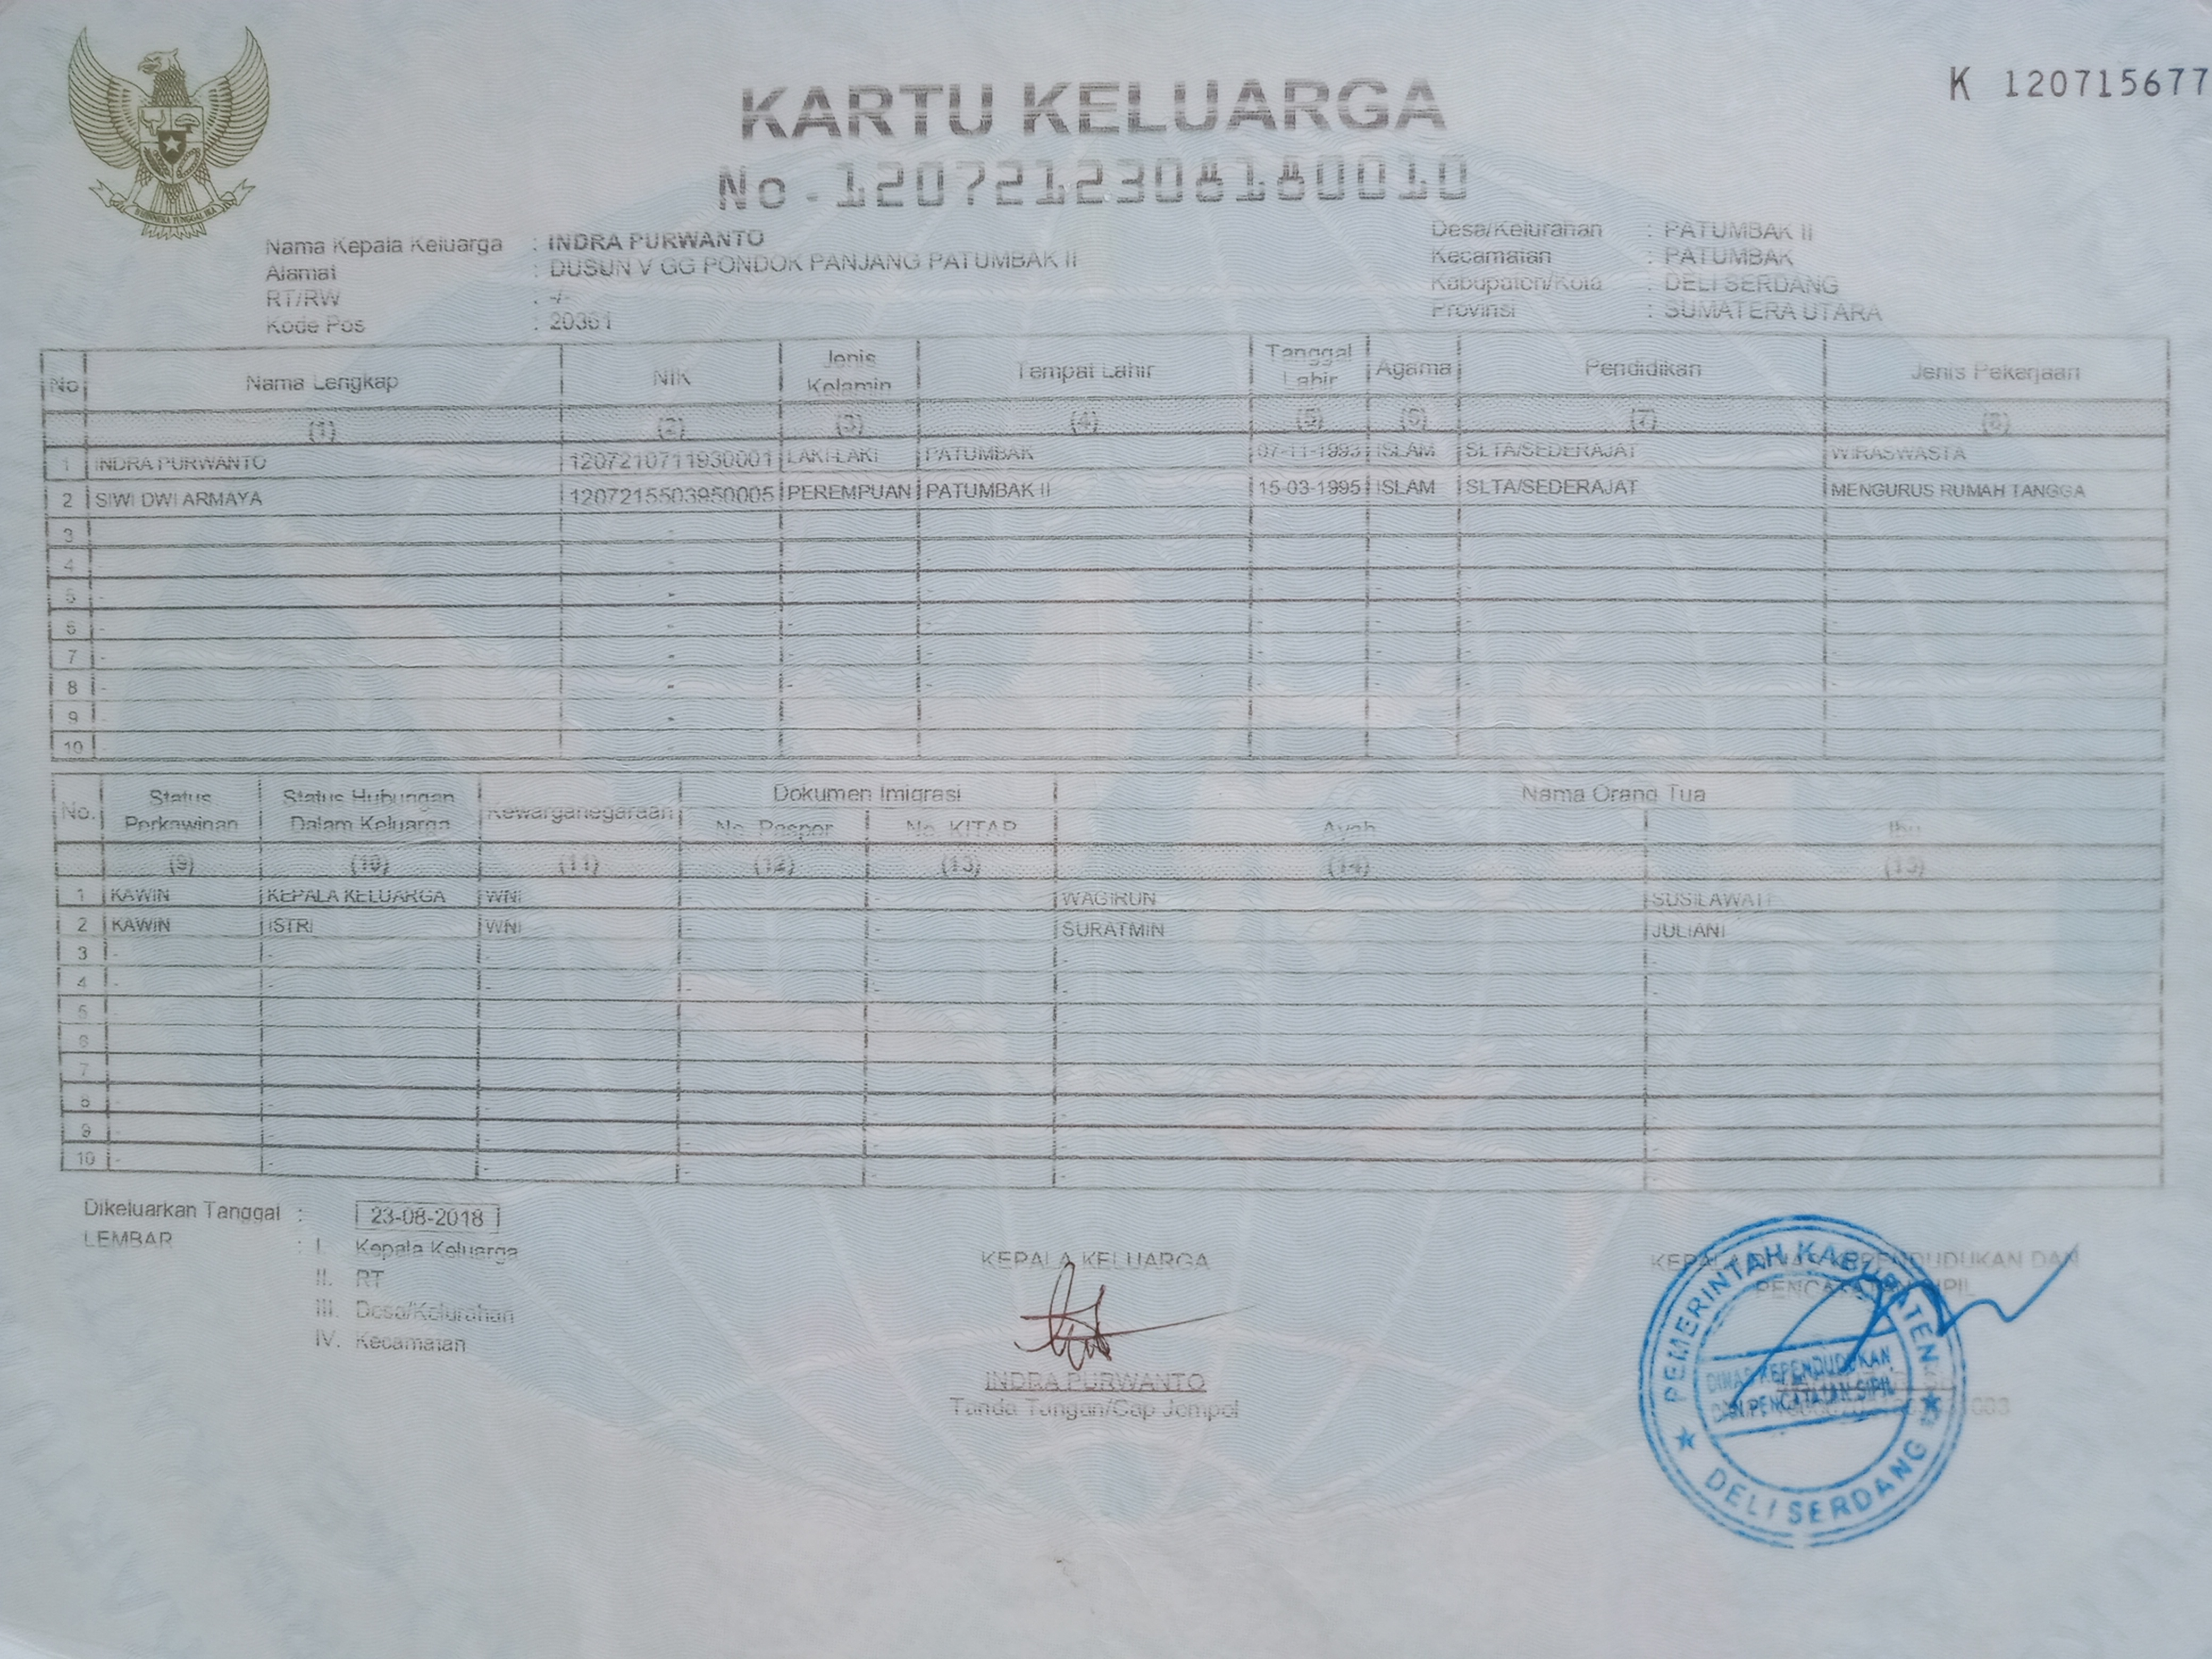 K 120715677
KARTU KELUARGA
No. 1207212308180010
Nama Kepala Keluarga : INDRA PURWANTO
Alamat : DUSUN V GG PONDOK PANJANG PATUMBAK II
RT/RW : -/-
Kode Pos : 20361
Desa/Kelurahan : PATUMBAK II
Kecamatan : PATUMBAK
Kabupaten/Kota : DELI SERDANG
Provinsi : SUMATERA UTARA
No Nama Lengkap NIK Jenis Kelamin Tempat Lahir Tanggal Lahir Agama Pendidikan Jenis Pekerjaan
(1) (2) (3) (4) (5) (6) (7) (8)
1 INDRA PURWANTO 1207210711930001 LAKI-LAKI PATUMBAK 07-11-1993 ISLAM SLTA/SEDERAJAT WIRASWASTA
2 SIWI DWI ARMAYA 1207215503950005 PEREMPUAN PATUMBAK II 15-03-1995 ISLAM SLTA/SEDERAJAT MENGURUS RUMAH TANGGA
3 - - - - - - - -
4 - - - - - - - -
5 - - - - - - - -
6 - - - - - - - -
7 - - - - - - - -
8 - - - - - - - -
9 - - - - - - - -
10 - - - - - - - -
No. Status Perkawinan Status Hubungan Dalam Keluarga Kewarganegaraan Dokumen Imigrasi Nama Orang Tua
No. Paspor No. KITAP Ayah Ibu
(9) (10) (11) (12) (13) (14) (15)
1 KAWIN KEPALA KELUARGA WNI - - WAGIRUN SUSILAWATI
2 KAWIN ISTRI WNI - - SURATMIN JULIANI
3 - - - - - - -
4 - - - - - - -
5 - - - - - - -
6 - - - - - - -
7 - - - - - - -
8 - - - - - - -
9 - - - - - - -
10 - - - - - - -
Dikeluarkan Tanggal : 23-08-2018
LEMBAR : I. Kepala Keluarga
II. RT
III. Desa/Kelurahan
IV. Kecamatan
KEPALA KELUARGA
INDRA PURWANTO
Tanda Tangan/Cap Jempol
KEPALA DINAS KEPENDUDUKAN DAN
PENCATATAN SIPIL
PEMERINTAH KABUPATEN
DINAS KEPENDUDUKAN
DAN PENCATATAN SIPIL
DELI SERDANG
BHINNEKA TUNGGAL IKA